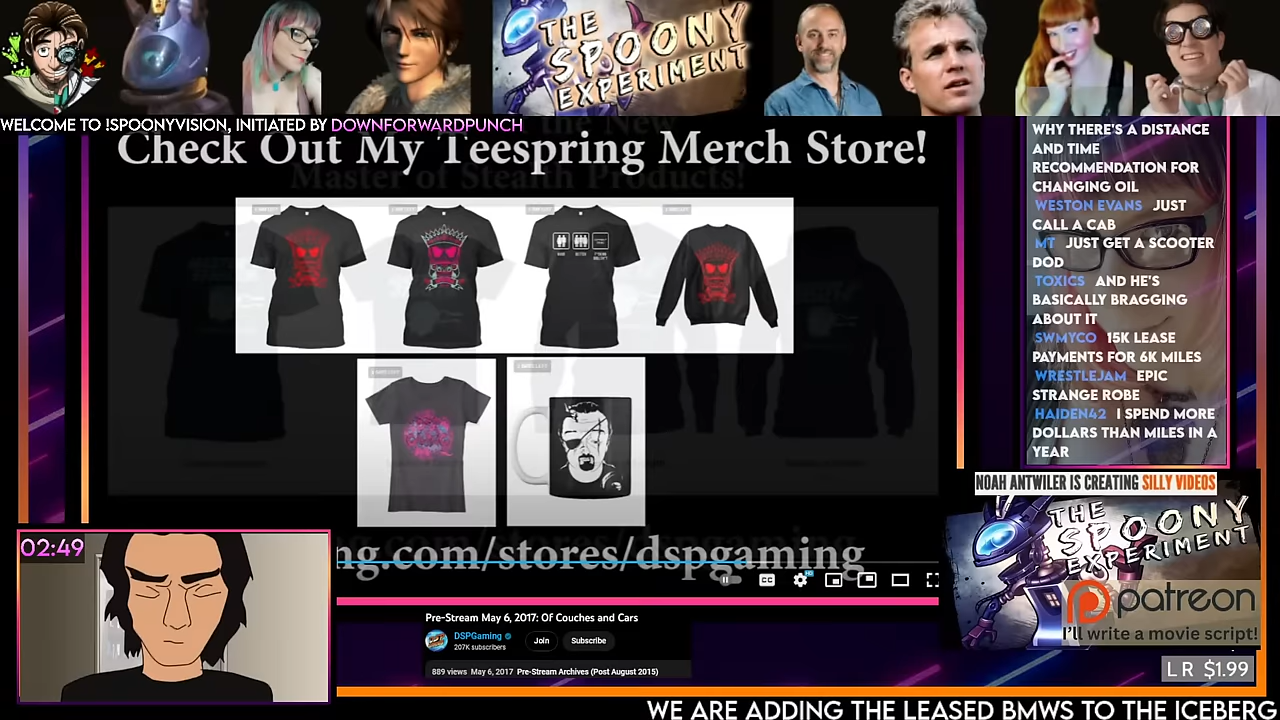 THE
SPOONY
EXPERIMENT
WELCOME TO !SPOONYVISION, INITIATED BY DOWNFORWARDPUNCH
Check Out My Teespring Merch Store!
Master of Stealth Products!
ng.com/stores/dspgaming
WHY THERE'S A DISTANCE
AND TIME
RECOMMENDATION FOR
CHANGING OIL
WESTON EVANS JUST
CALL A CAB
MT JUST GET A SCOOTER
DOD
TOXICS AND HE'S
BASICALLY BRAGGING
ABOUT IT
SWMYCO 15K LEASE
PAYMENTS FOR 6K MILES
WRESTLEJAM EPIC
STRANGE ROBE
HAIDEN42 I SPEND MORE
DOLLARS THAN MILES IN A
YEAR
NOAH ANTWILER IS CREATING SILLY VIDEOS
THE
SPOONY
EXPERIMENT
patreon
I'll write a movie script!
LR $1.99
02:49
CC
HD
Pre-Stream May 6, 2017: Of Couches and Cars
DSPGaming
207K subscribers
Join
Subscribe
889 views May 6, 2017 Pre-Stream Archives (Post August 2015)
WE ARE ADDING THE LEASED BMWS TO THE ICEBERG